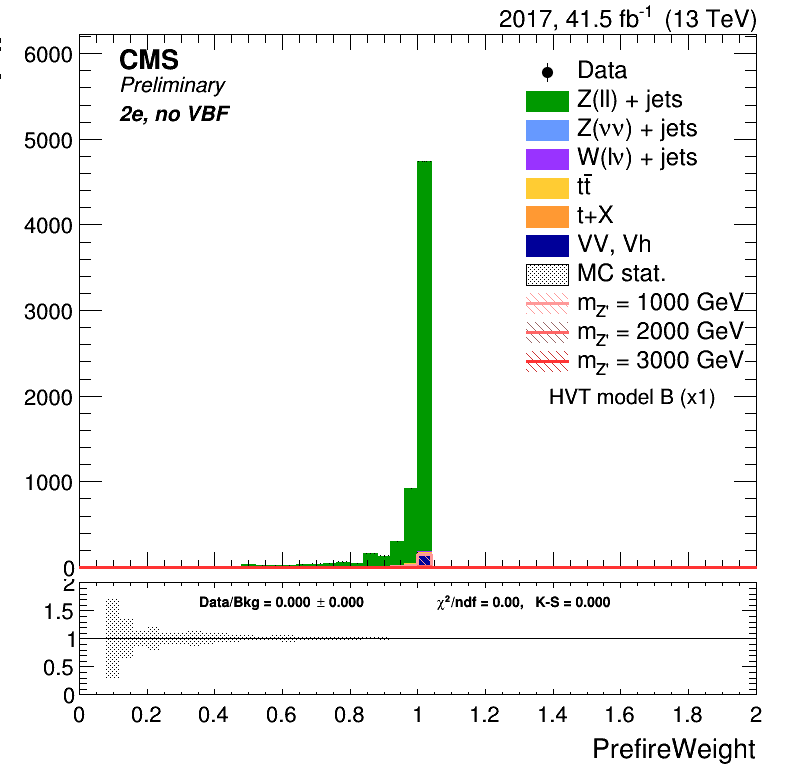 2017, 41.5 fb⁻¹ (13 TeV)
CMS
Preliminary
2e, no VBF
Data
Z(ll) + jets
Z(νν) + jets
W(lν) + jets
tt̄
t+X
VV, Vh
MC stat.
m_Z' = 1000 GeV
m_Z' = 2000 GeV
m_Z' = 3000 GeV
HVT model B (x1)
6000
5000
4000
3000
2000
1000
0
Data/Bkg = 0.000 ± 0.000
χ²/ndf = 0.00, K-S = 0.000
2
1.5
1
0.5
0
0 0.2 0.4 0.6 0.8 1 1.2 1.4 1.6 1.8 2
PrefireWeight